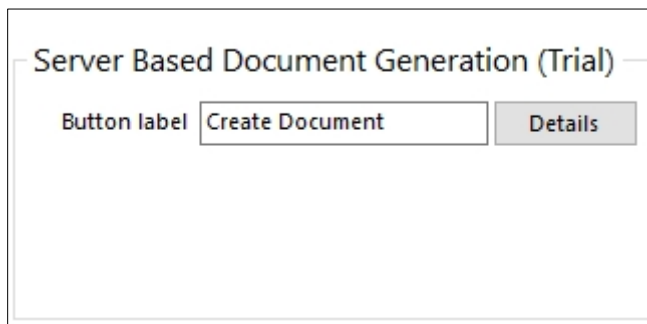 Server Based Document Generation (Trial)
Button label Create Document Details